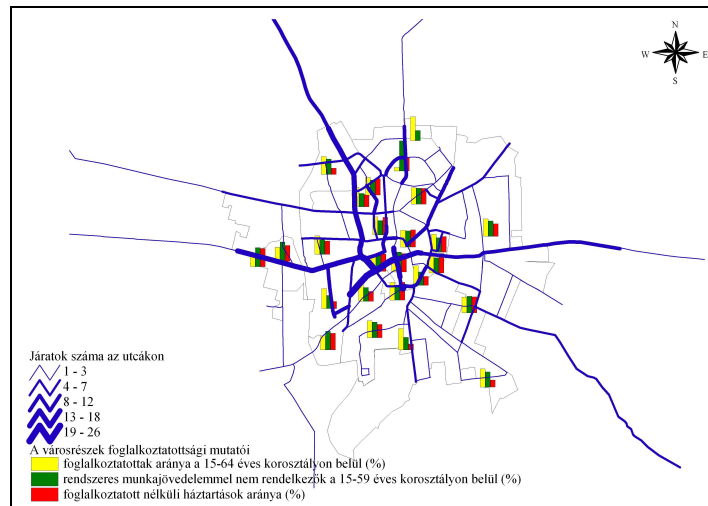 N
W E
S
Járatok száma az utcákon
1 - 3
4 - 7
8 - 12
13 - 18
19 - 26
A városrészek foglalkoztatottsági mutatói
foglalkoztatottak aránya a 15-64 éves korosztályon belül (%)
rendszeres munkajövedelemmel nem rendelkezők a 15-59 éves korosztályon belül (%)
foglalkoztatott nélküli háztartások aránya (%)